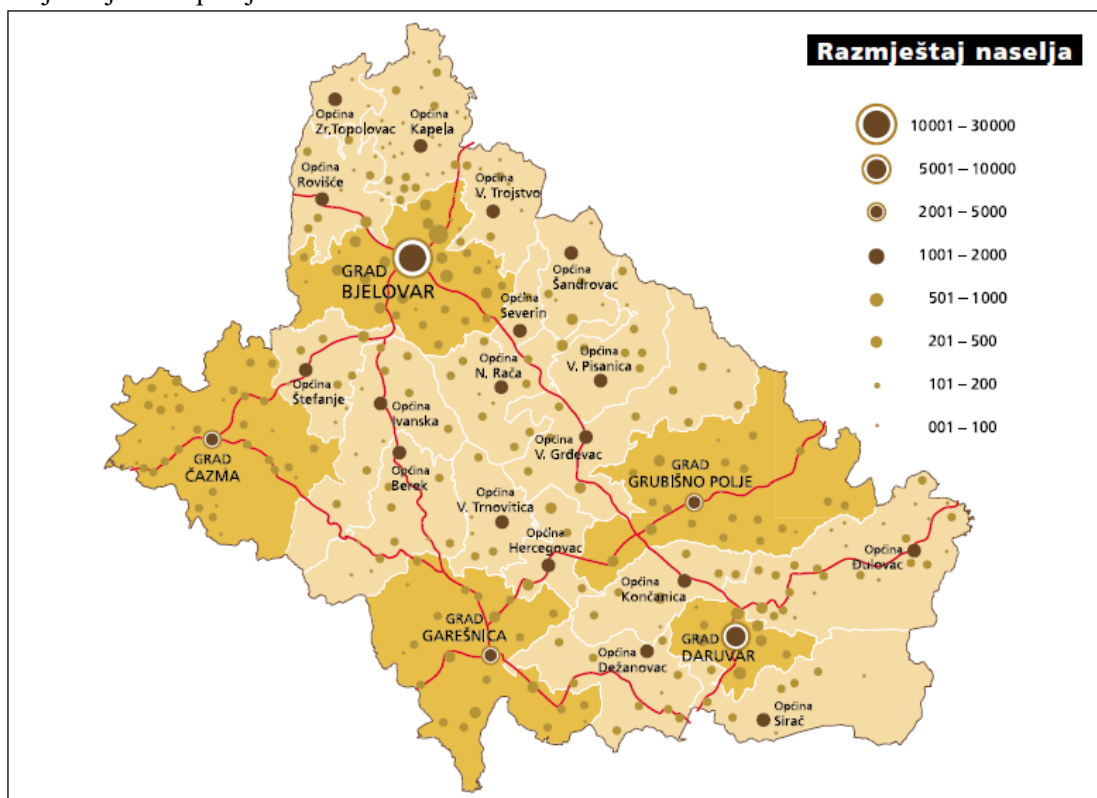 Razmještaj naselja
10001 – 30000
5001 – 10000
2001 – 5000
1001 – 2000
501 – 1000
201 – 500
101 – 200
001 – 100
Općina
Zr.Topolovac
Općina
Kapela
Općina
Rovišće
Općina
V. Trojstvo
GRAD
BJELOVAR
Općina
Šandrovac
Općina
Severin
Općina
N. Rača
Općina
V. Pisanica
Općina
Štefanje
Općina
Ivanska
GRAD
ČAZMA
Općina
Berek
Općina
V. Grđevac
GRAD
GRUBIŠNO POLJE
Općina
V. Trnovitica
Općina
Hercegovac
Općina
Đulovac
Općina
Končanica
GRAD
GAREŠNICA
GRAD
DARUVAR
Općina
Dežanovac
Općina
Sirač